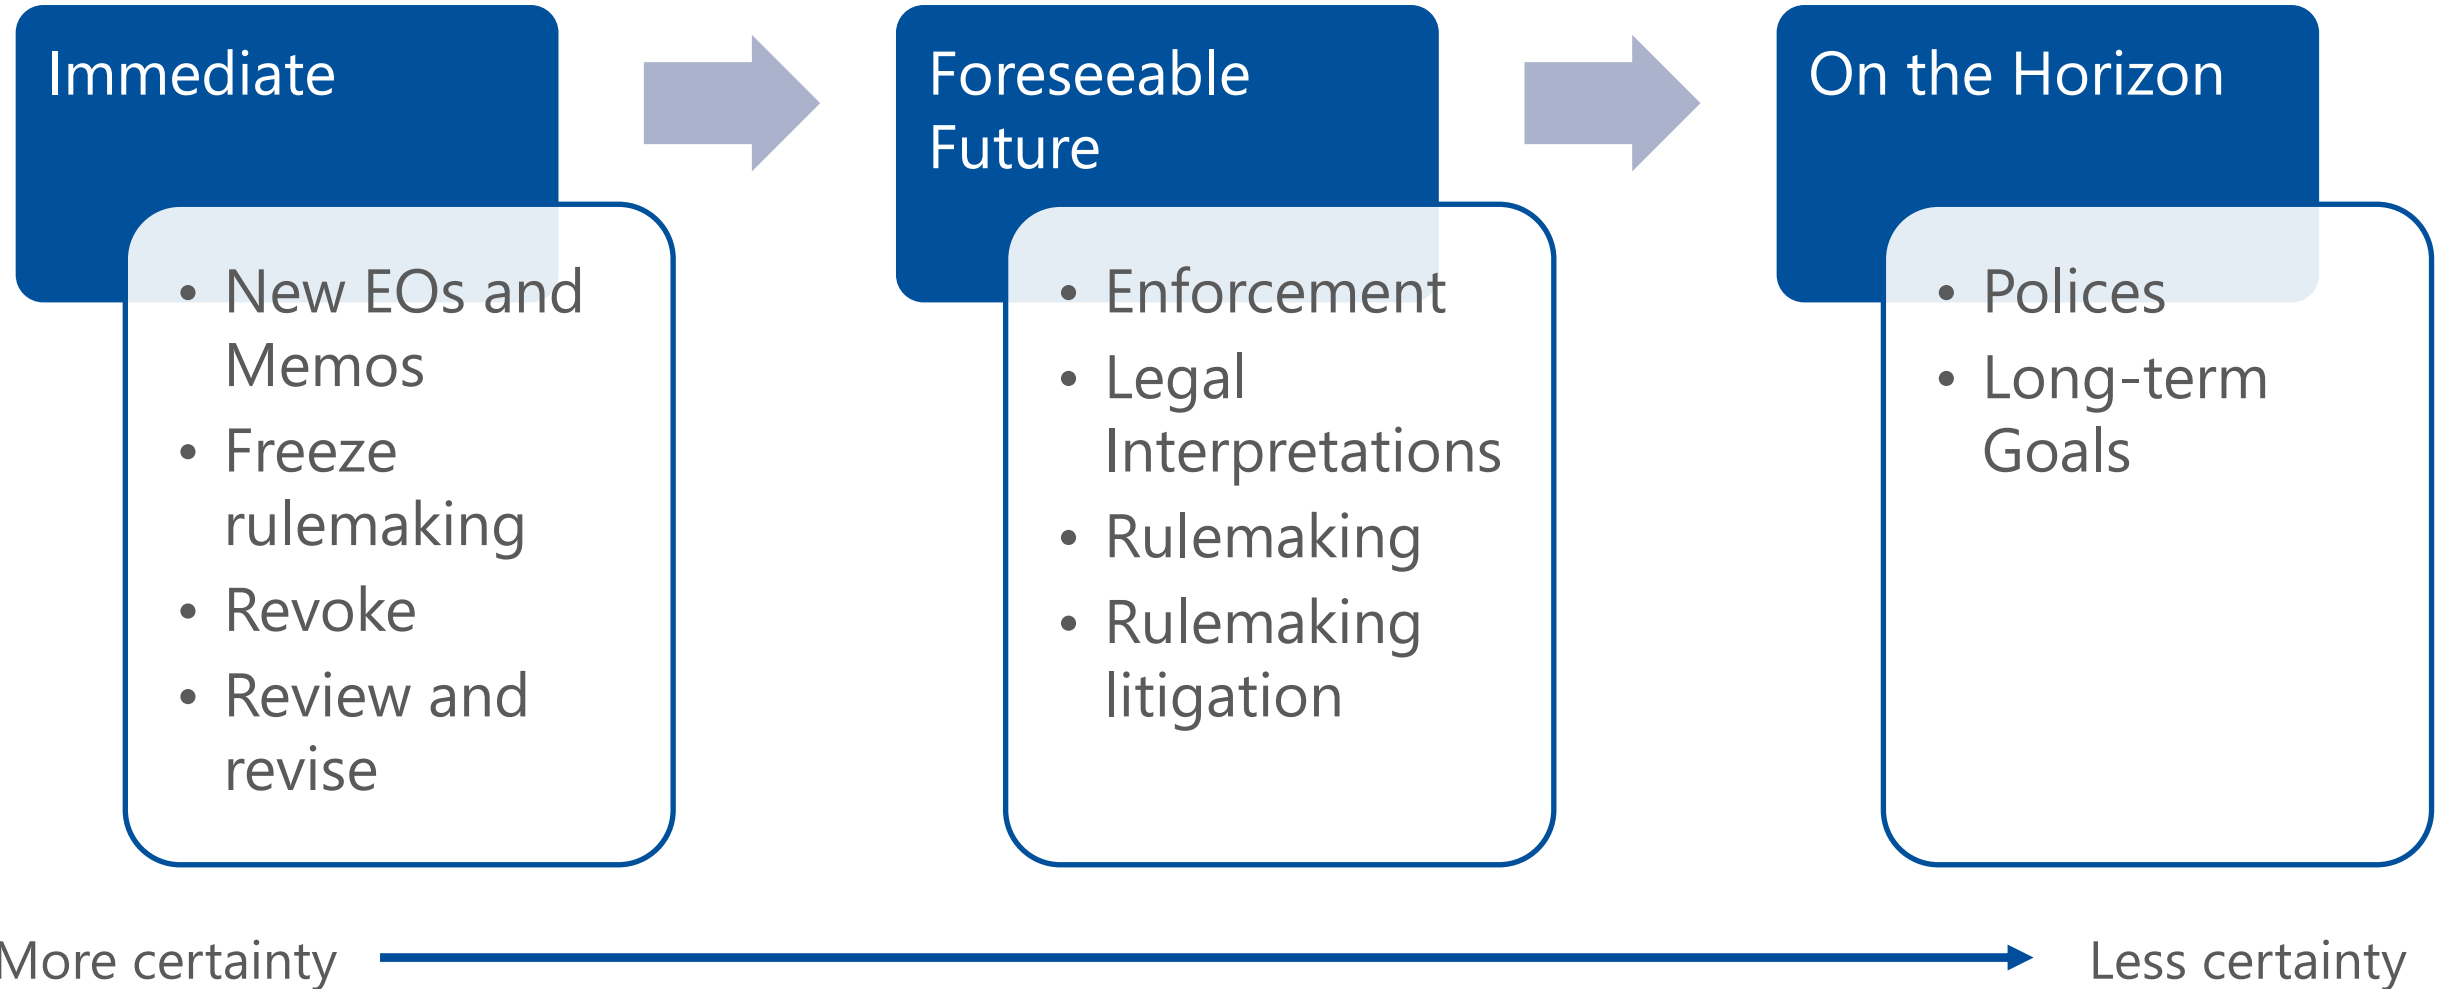 Immediate
• New EOs and
Memos
• Freeze
rulemaking
• Revoke
• Review and
revise
Foreseeable
Future
• Enforcement
• Legal
Interpretations
• Rulemaking
• Rulemaking
litigation
On the Horizon
• Polices
• Long-term
Goals
More certainty
Less certainty